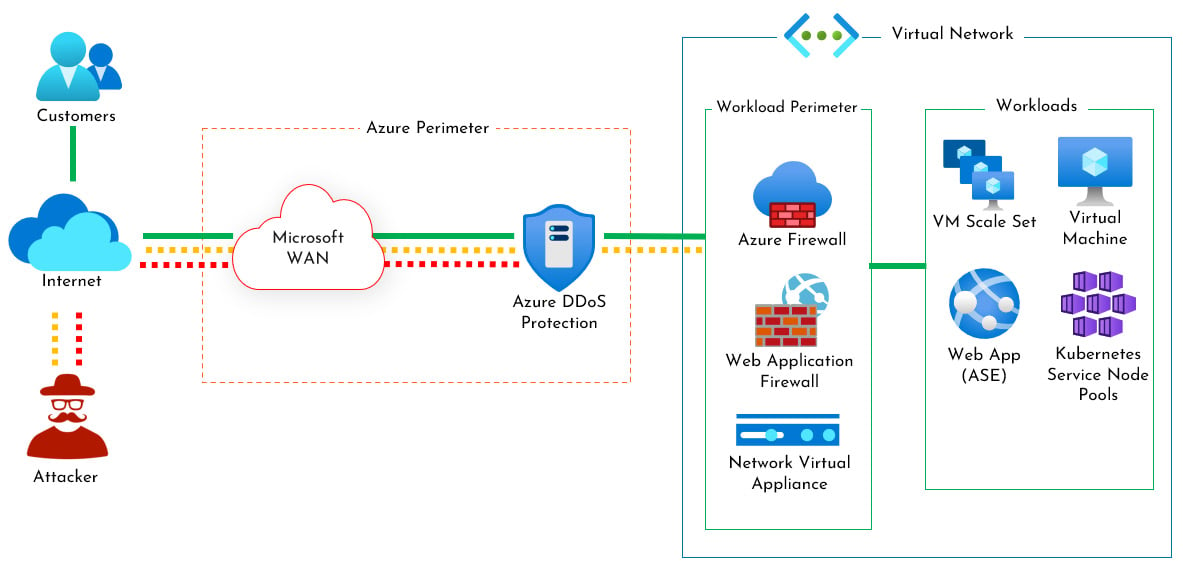 Customers
Internet
Attacker
Azure Perimeter
Microsoft
WAN
Azure DDoS
Protection
Virtual Network
Workload Perimeter
Azure Firewall
Web Application
Firewall
Network Virtual
Appliance
Workloads
VM Scale Set
Virtual
Machine
Web App
(ASE)
Kubernetes
Service Node
Pools